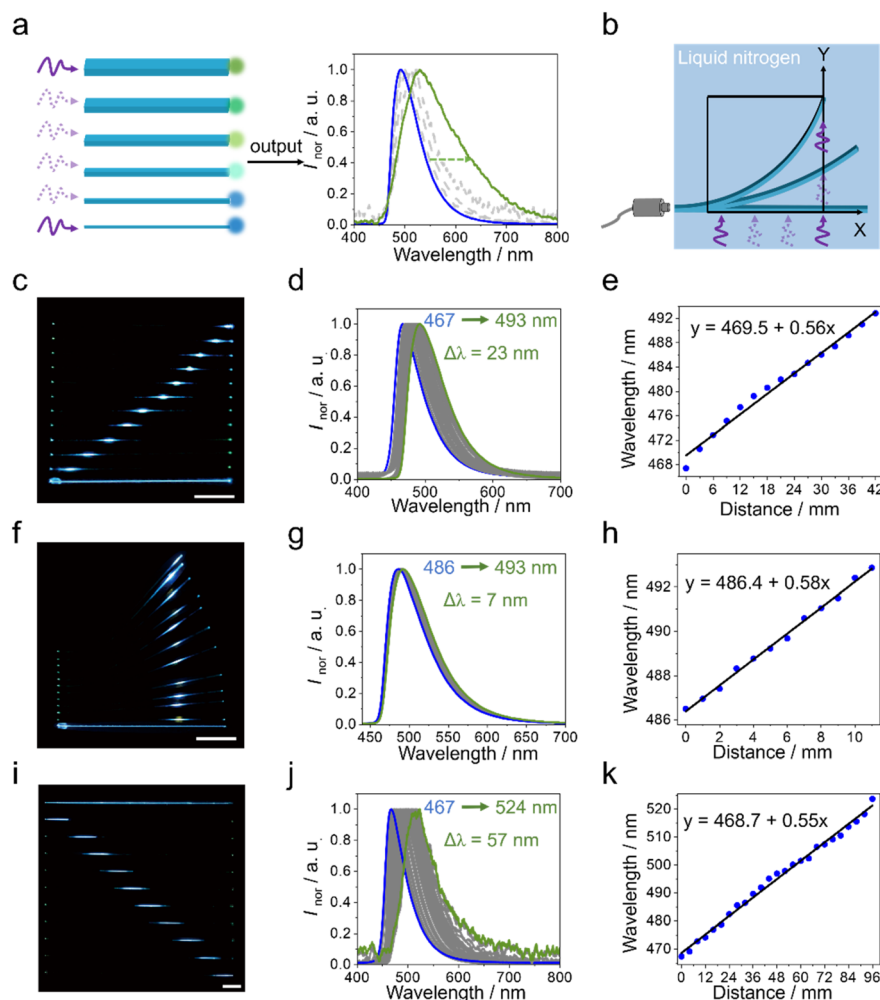 a
output
I nor / a. u.
1.0
0.8
0.6
0.4
0.2
0.0
400 500 600 700 800
Wavelength / nm
b
Liquid nitrogen
Y
X
c
d
467 → 493 nm
Δλ = 23 nm
I nor / a. u.
1.0
0.8
0.6
0.4
0.2
0.0
400 500 600 700
Wavelength / nm
e
y = 469.5 + 0.56x
Wavelength / nm
492
488
484
480
476
472
468
0 6 12 18 24 30 36 42
Distance / mm
f
g
486 → 493 nm
Δλ = 7 nm
I nor / a. u.
1.0
0.8
0.6
0.4
0.2
0.0
450 500 550 600 650 700
Wavelength / nm
h
y = 486.4 + 0.58x
Wavelength / nm
492
490
488
486
0 2 4 6 8 10
Distance / mm
i
j
467 → 524 nm
Δλ = 57 nm
I nor / a. u.
1.0
0.8
0.6
0.4
0.2
0.0
400 500 600 700 800
Wavelength / nm
k
y = 468.7 + 0.55x
Wavelength / nm
520
510
500
490
480
470
0 12 24 36 48 60 72 84 96
Distance / mm